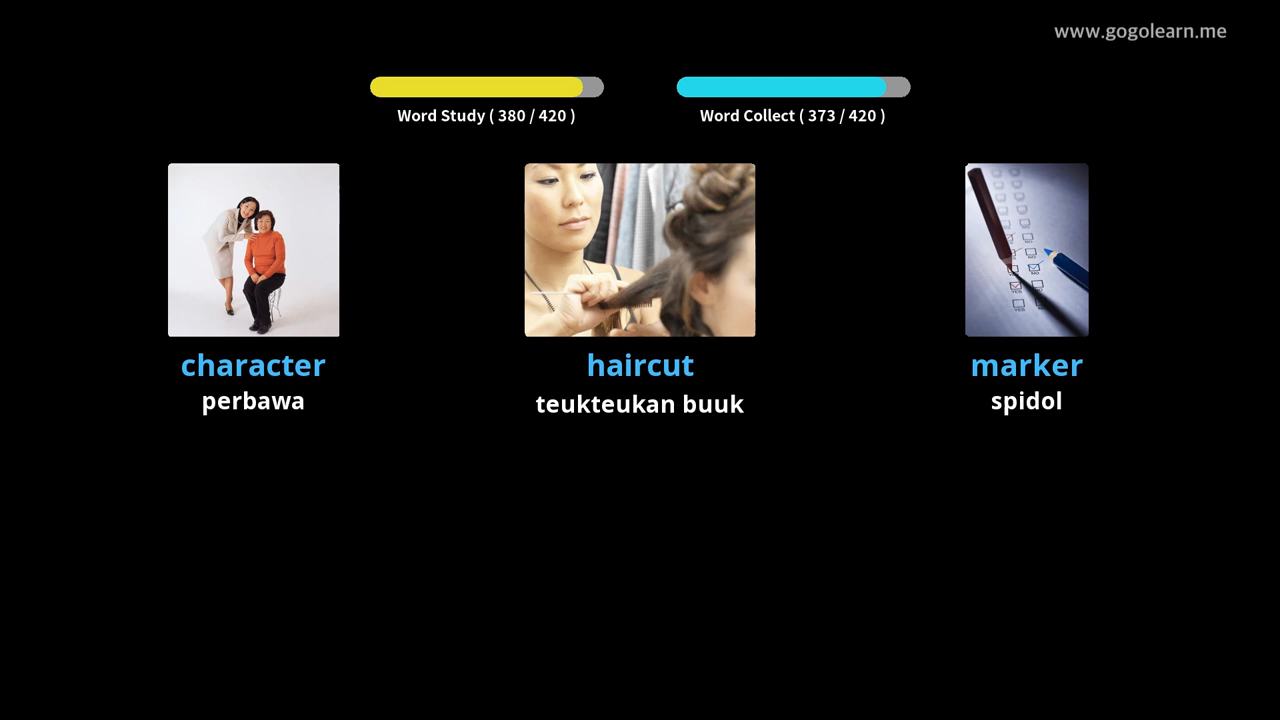 www.gogolearn.me
Word Study ( 380 / 420 )
Word Collect ( 373 / 420 )
character
perbawa
haircut
teukteukan buuk
marker
spidol